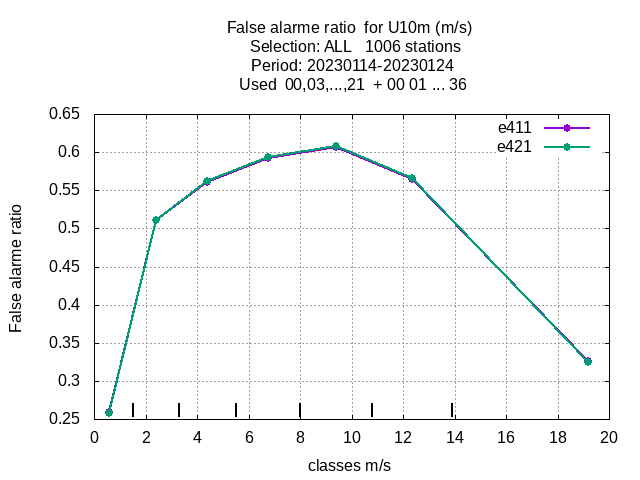 False alarme ratio  for U10m (m/s)
Selection: ALL   1006 stations
Period: 20230114-20230124
Used  00,03,...,21  + 00 01 ... 36
0.65
0.6
0.55
0.5
0.45
0.4
0.35
0.3
0.25
False alarme ratio
e411
e421
0 2 4 6 8 10 12 14 16 18 20
classes m/s